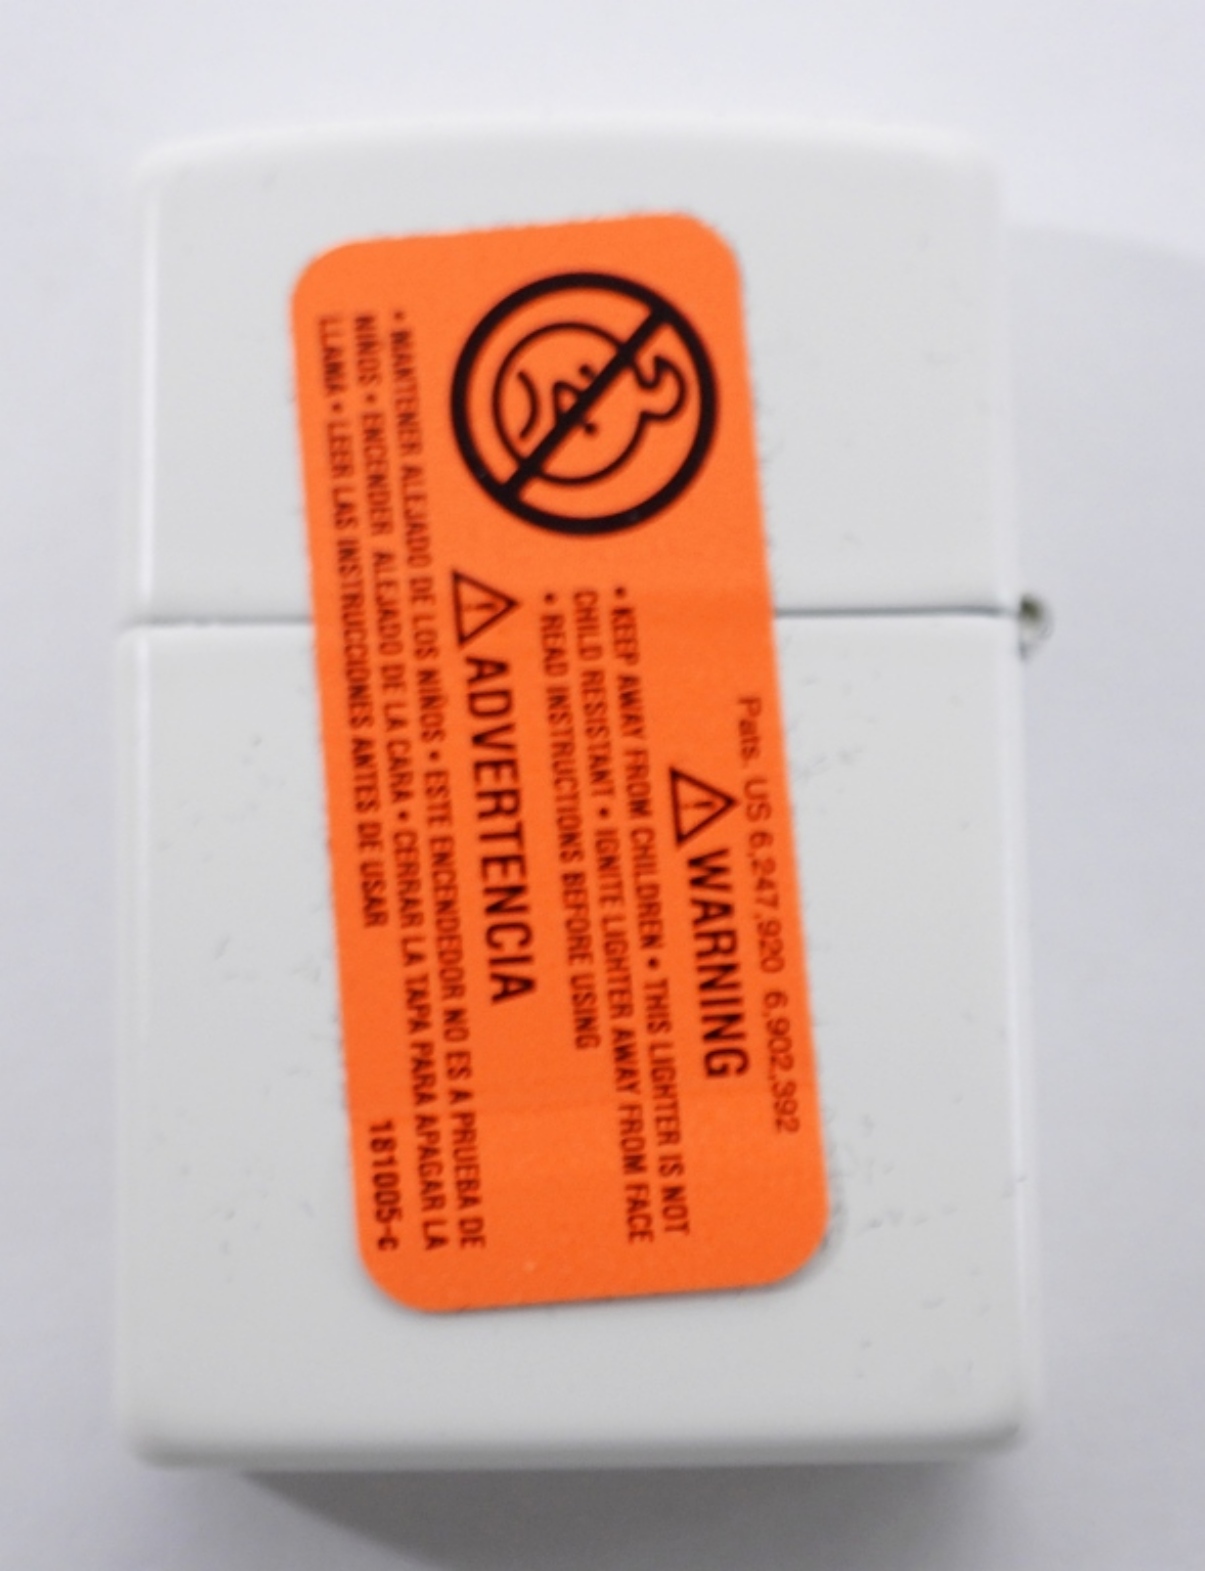 Pats. US 6,247,920 6,902,392
WARNING
• KEEP AWAY FROM CHILDREN • THIS LIGHTER IS NOT
CHILD RESISTANT • IGNITE LIGHTER AWAY FROM FACE
• READ INSTRUCTIONS BEFORE USING
ADVERTENCIA
• MANTENER ALEJADO DE LOS NIÑOS • ESTE ENCENDEDOR NO ES A PRUEBA DE
NIÑOS • ENCENDER ALEJADO DE LA CARA • CERRAR LA TAPA PARA APAGAR LA
LLAMA • LEER LAS INSTRUCCIONES ANTES DE USAR
181005-C